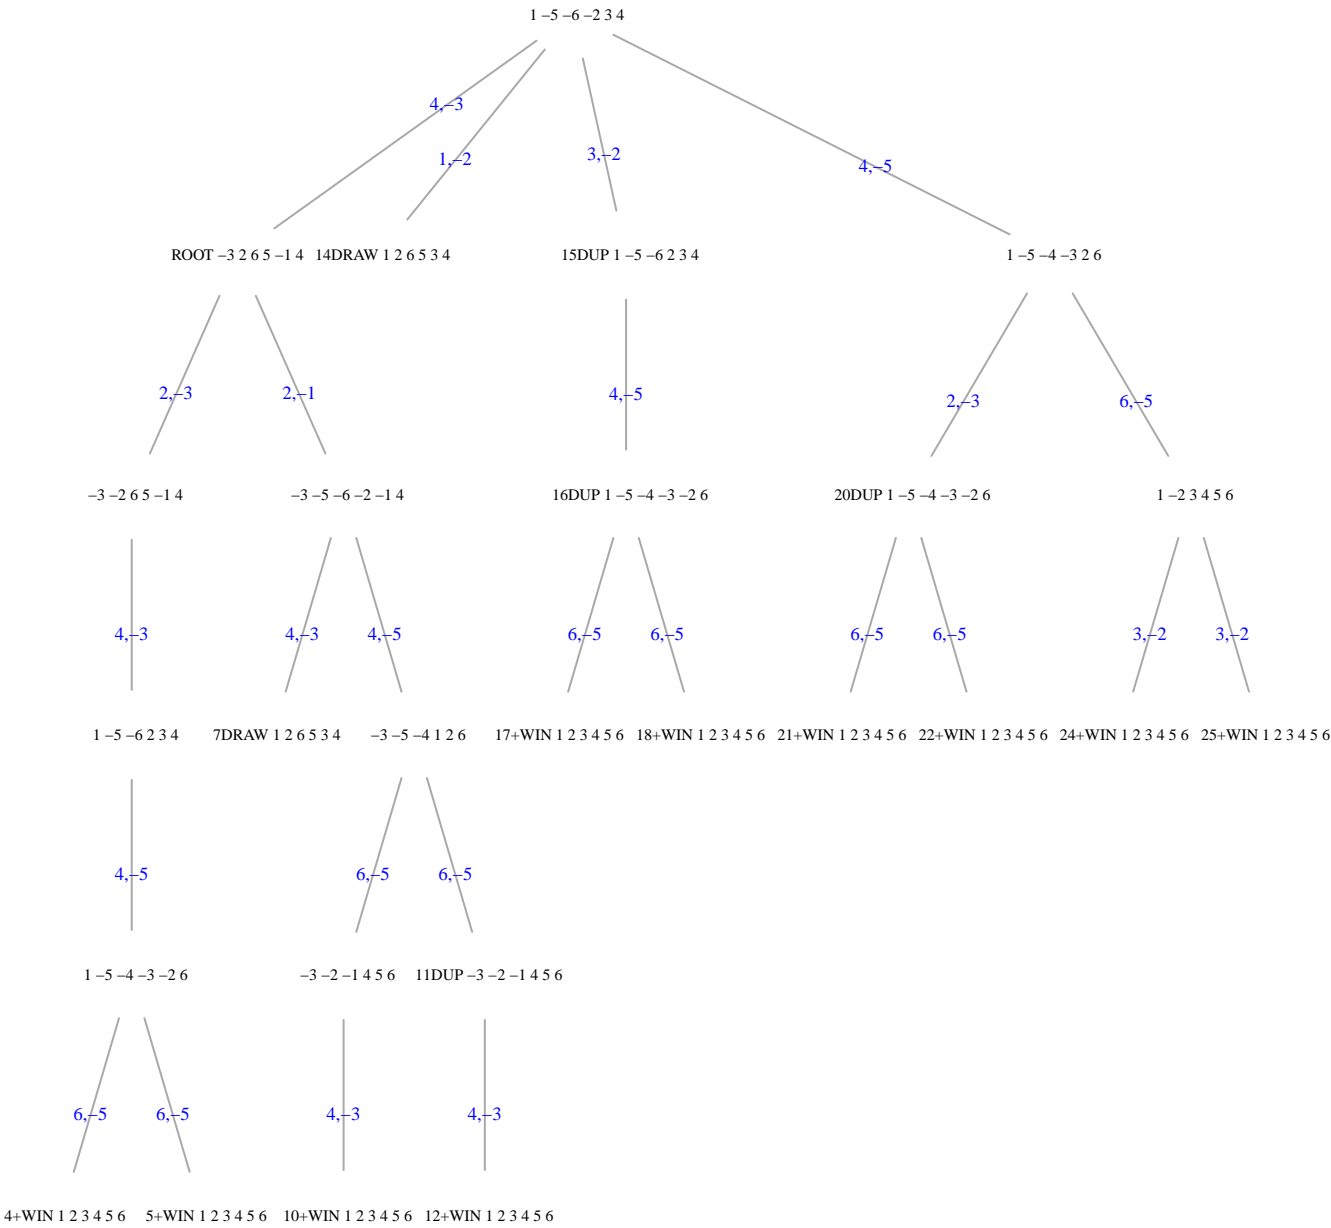 1 –5 –6 –2 3 4
4,–3
1,–2
3,–2
4,–5
ROOT –3 2 6 5 –1 4 14DRAW 1 2 6 5 3 4 15DUP 1 –5 –6 2 3 4 1 –5 –4 –3 2 6
2,–3 2,–1 4,–5 2,–3 6,–5
–3 –2 6 5 –1 4 –3 –5 –6 –2 –1 4 16DUP 1 –5 –4 –3 –2 6 20DUP 1 –5 –4 –3 –2 6 1 –2 3 4 5 6
4,–3 4,–3 4,–5 6,–5 6,–5 6,–5 6,–5 3,–2 3,–2
1 –5 –6 2 3 4 7DRAW 1 2 6 5 3 4 –3 –5 –4 1 2 6 17+WIN 1 2 3 4 5 6 18+WIN 1 2 3 4 5 6 21+WIN 1 2 3 4 5 6 22+WIN 1 2 3 4 5 6 24+WIN 1 2 3 4 5 6 25+WIN 1 2 3 4 5 6
4,–5 6,–5 6,–5
1 –5 –4 –3 –2 6 –3 –2 –1 4 5 6 11DUP –3 –2 –1 4 5 6
6,–5 6,–5 4,–3 4,–3
4+WIN 1 2 3 4 5 6 5+WIN 1 2 3 4 5 6 10+WIN 1 2 3 4 5 6 12+WIN 1 2 3 4 5 6